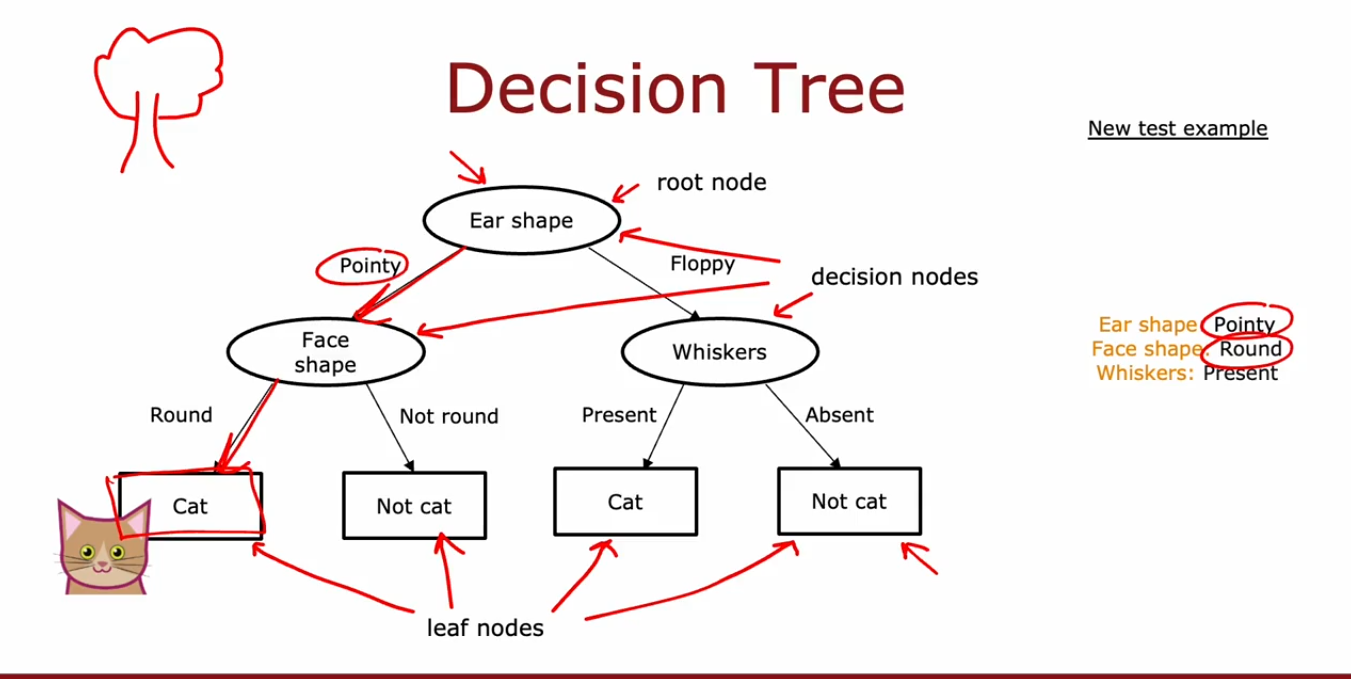 Decision Tree
New test example
root node
Ear shape
Pointy
Floppy
decision nodes
Ear shape: Pointy
Face shape: Round
Whiskers: Present
Face
shape
Whiskers
Round
Not round
Present
Absent
Cat
Not cat
Cat
Not cat
leaf nodes